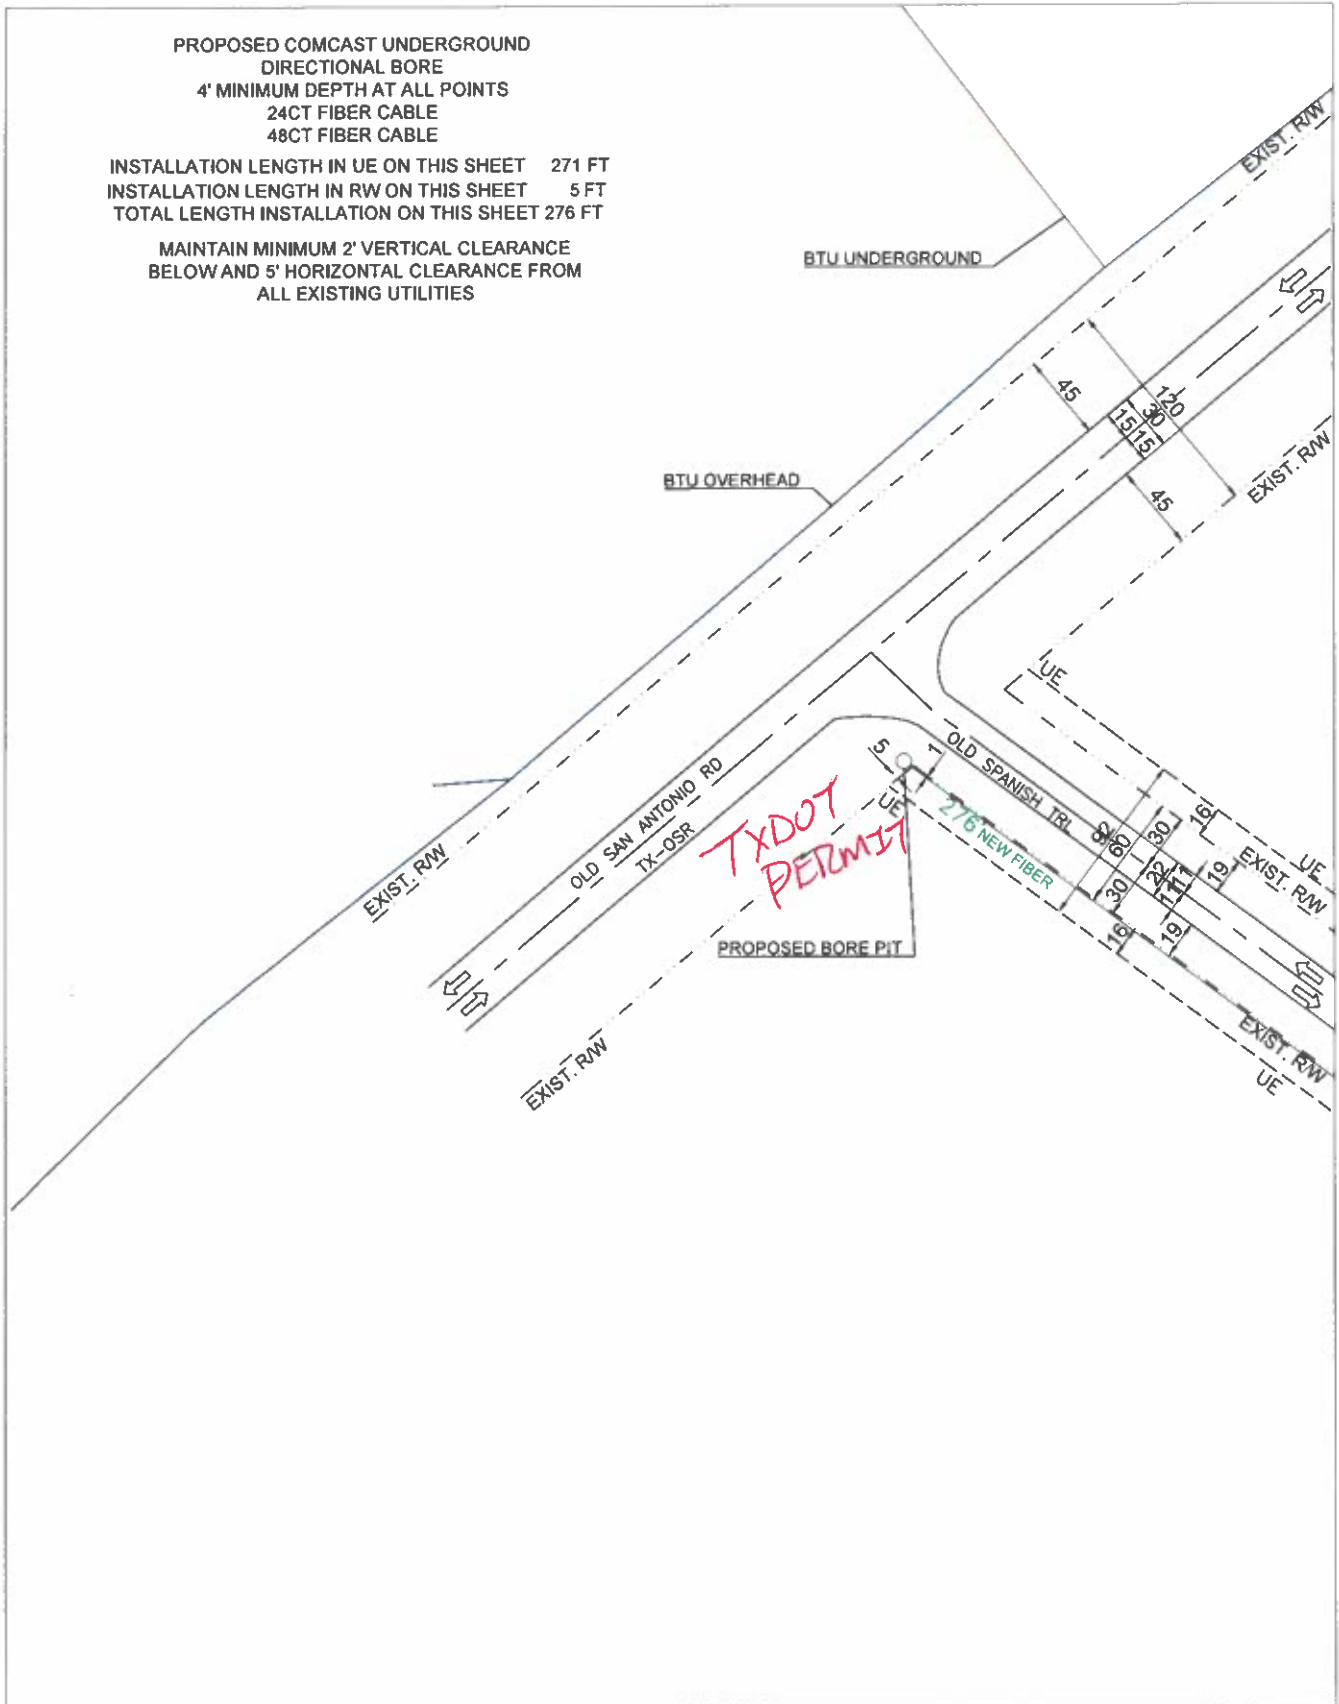 PROPOSED COMCAST UNDERGROUND
DIRECTIONAL BORE
4' MINIMUM DEPTH AT ALL POINTS
24CT FIBER CABLE
48CT FIBER CABLE
INSTALLATION LENGTH IN UE ON THIS SHEET 271 FT
INSTALLATION LENGTH IN RW ON THIS SHEET 5 FT
TOTAL LENGTH INSTALLATION ON THIS SHEET 276 FT
MAINTAIN MINIMUM 2' VERTICAL CLEARANCE
BELOW AND 5' HORIZONTAL CLEARANCE FROM
ALL EXISTING UTILITIES
EXIST. R/W
BTU UNDERGROUND
45
120
30
15
15
EXIST. R/W
45
BTU OVERHEAD
UE
OLD SPANISH TRL
5
1
UE
276 NEW FIBER
OLD SAN ANTONIO RD
TX-OSR
TXDOT
PERMIT
92
60
30
16
22
11
11
19
30
16
19
UE
EXIST. R/W
EXIST. R/W
PROPOSED BORE PIT
EXIST. R/W
EXIST. R/W
UE